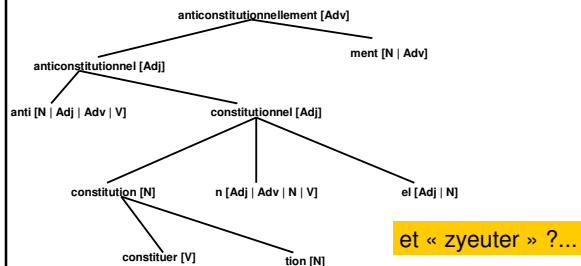 anticonstitutionnellement [Adv]
ment [N | Adv]
anticonstitutionnel [Adj]
anti [N | Adj | Adv | V]
constitutionnel [Adj]
constitution [N]
n [Adj | Adv | N | V]
el [Adj | N]
et « zyeuter » ?...
constituer [V]
tion [N]